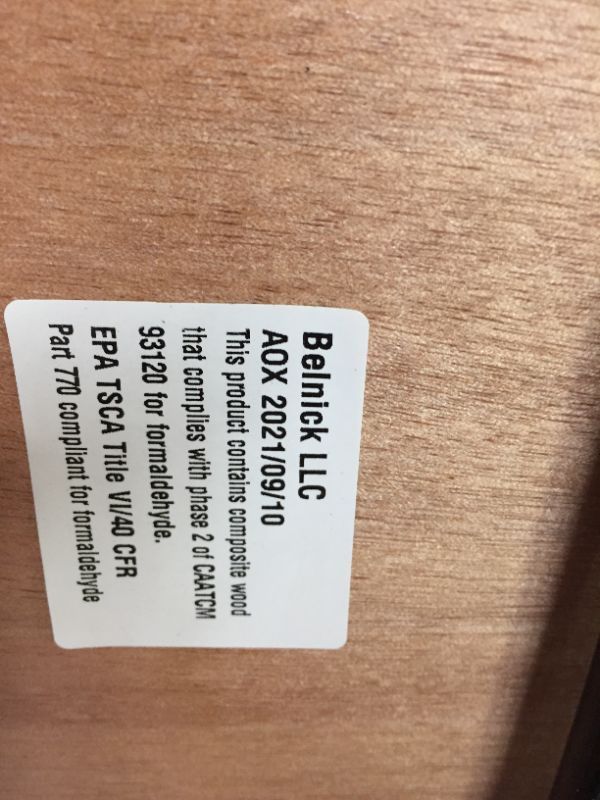 Belnick LLC
AOX 2021/09/10
This product contains composite wood
that complies with phase 2 of CAATCM
93120 for formaldehyde.
EPA TSCA Title VI/40 CFR
Part 770 compliant for formaldehyde